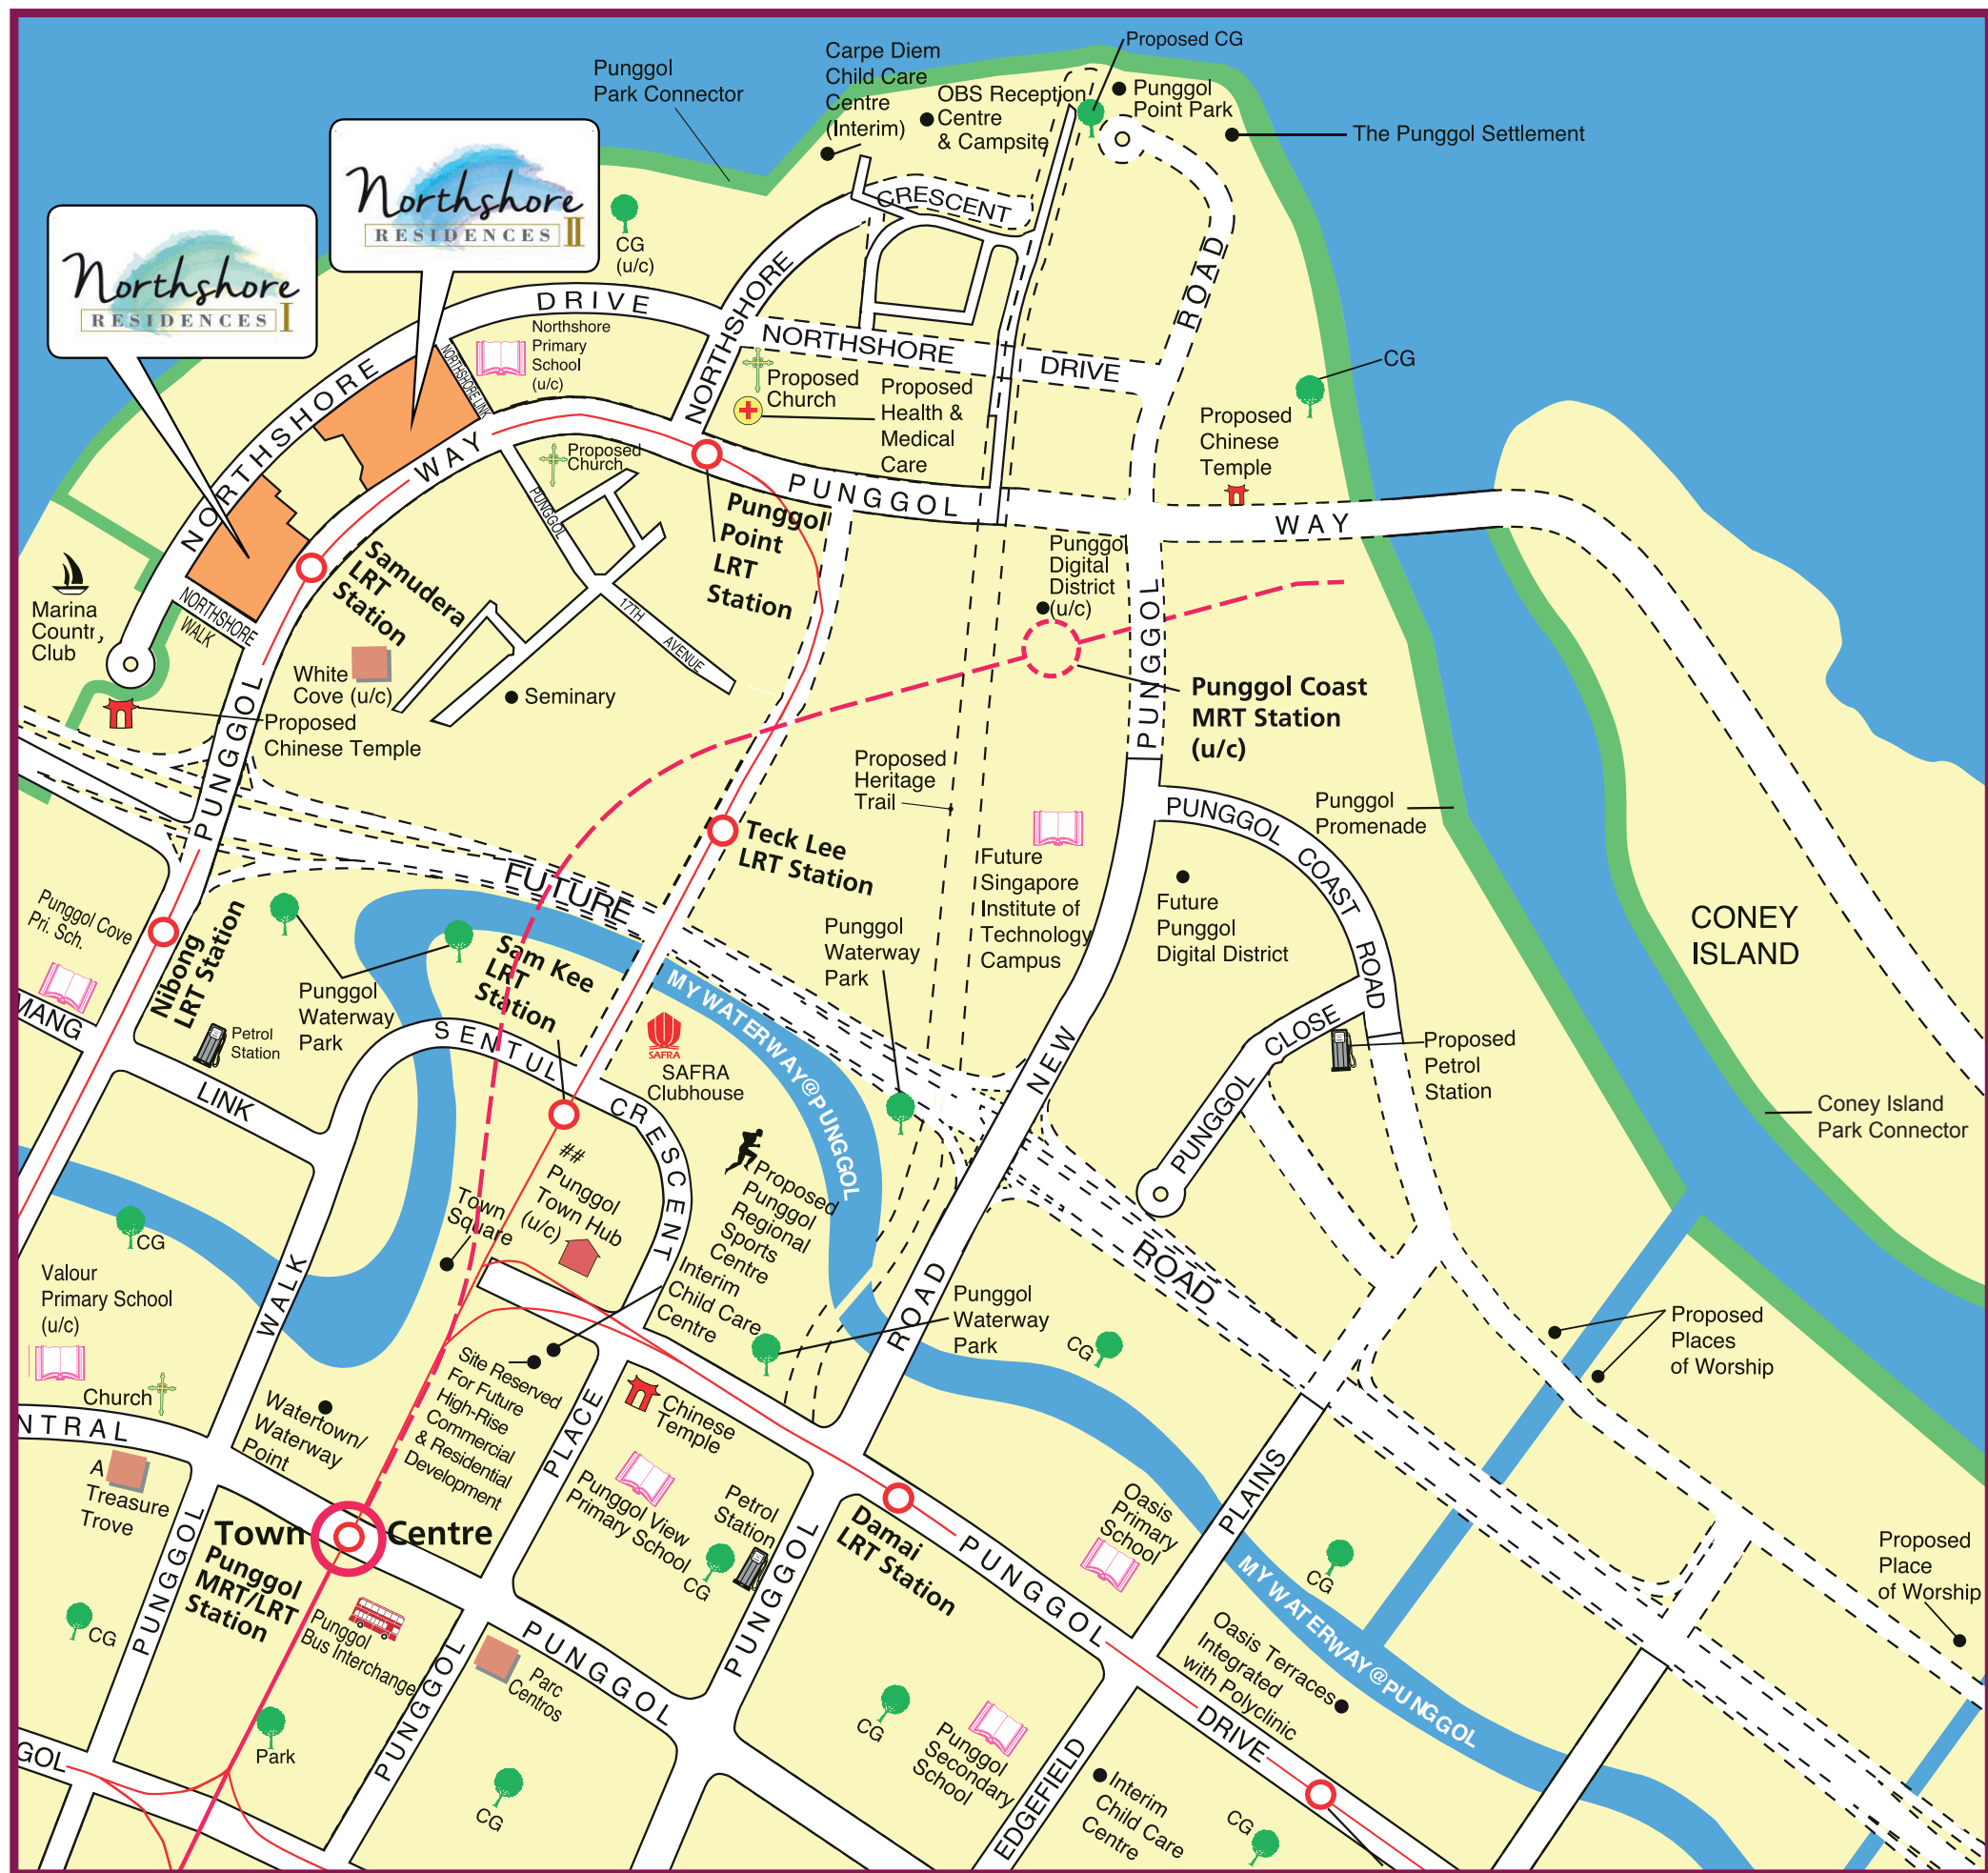 Proposed CG
Carpe Diem
Child Care
Centre
(Interim)
Punggol
Park Connector
OBS Reception
Centre
& Campsite
Punggol
Point Park
The Punggol Settlement
Northshore
RESIDENCES II
Northshore
RESIDENCES I
CG
(u/c)
CRESCENT
NORTHSHORE
DRIVE
Northshore
Primary
School
(u/c)
NORTHSHORE
NORTHSHORE LINK
NORTHSHORE
DRIVE
ROAD
CG
Proposed
Church
Proposed
Health &
Medical
Care
Proposed
Chinese
Temple
WAY
Proposed
Church
PUNGGOL
WAY
PUNGGOL
17TH
AVENUE
Punggol
Point
LRT
Station
Samudera
LRT
Station
Punggol
Digital
District
(u/c)
Marina
Country
Club
NORTHSHORE
WALK
White
Cove (u/c)
Seminary
Proposed
Chinese Temple
PUNGGOL
PUNGGOL
Punggol Coast
MRT Station
(u/c)
Proposed
Heritage
Trail
PUNGGOL
COAST
ROAD
Punggol
Promenade
Teck Lee
LRT Station
FUTURE
Future
Singapore
Institute of
Technology
Campus
Future
Punggol
Digital District
CONEY
ISLAND
Punggol Cove
Pri. Sch.
Nibong
LRT Station
Sam Kee
LRT
Station
Punggol
Waterway
Park
Punggol
Waterway
Park
MY WATERWAY@PUNGGOL
MANG
LINK
Petrol
Station
SENTUL
CRESCENT
SAFRA
SAFRA
Clubhouse
NEW
PUNGGOL
CLOSE
Proposed
Petrol
Station
Coney Island
Park Connector
##
Punggol
Town Hub
(u/c)
Town
Square
Proposed
Punggol
Regional
Sports
Centre
Interim
Child Care
Centre
CG
Valour
Primary School
(u/c)
WALK
ROAD
ROAD
Punggol
Waterway
Park
CG
Proposed
Places
of Worship
Church
Watertown/
Waterway
Point
Site Reserved
For Future
High-Rise
Commercial
& Residential
Development
PLACE
Chinese
Temple
NTRAL
A
Treasure
Trove
Town
Centre
Punggol
MRT/LRT
Station
Punggol View
Primary School
CG
Petrol
Station
Damai
LRT Station
PUNGGOL
Oasis
Primary
School
PLAINS
CG
Proposed
Place
of Worship
MY WATERWAY@PUNGGOL
CG
PUNGGOL
Punggol
Bus Interchange
PUNGGOL
Parc
Centros
PUNGGOL
PUNGGOL
Oasis Terraces
Integrated
with Polyclinic
DRIVE
CG
Punggol
Secondary
School
EDGEFIELD
Interim
Child Care
Centre
CG
GOL
Park
CG